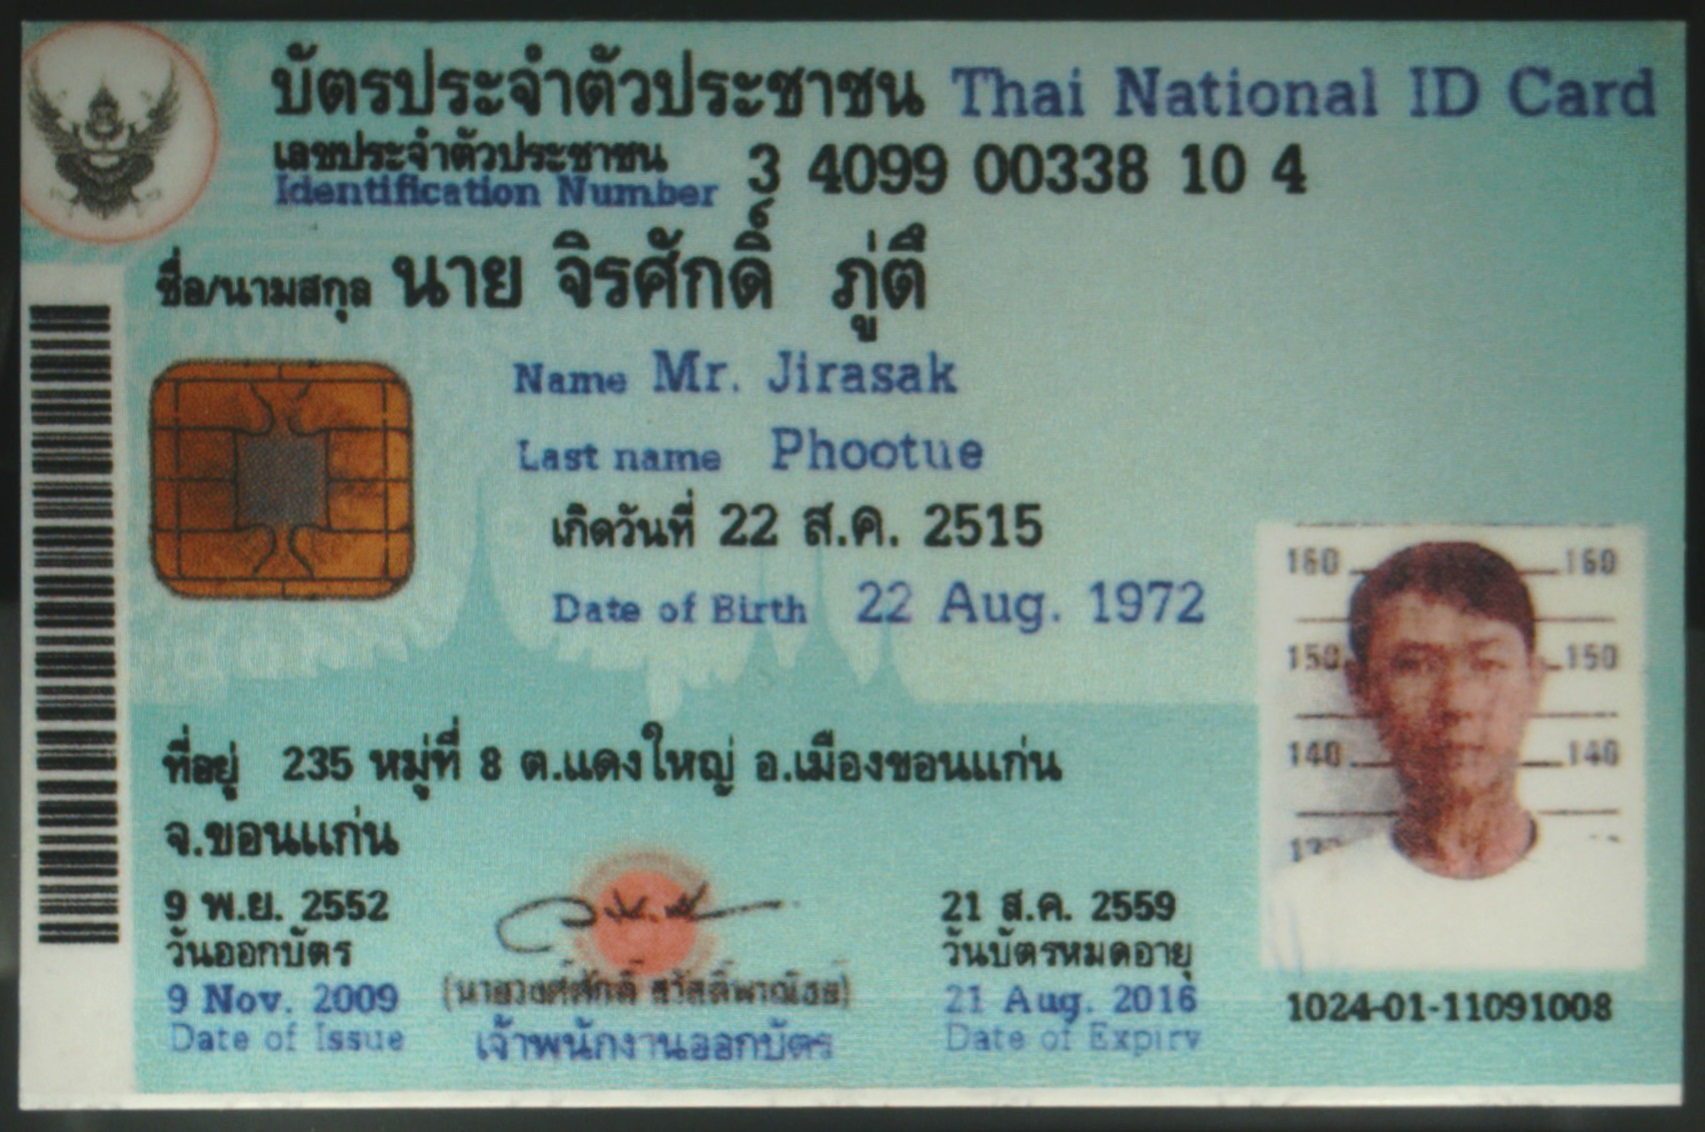 บัตรประจำตัวประชาชน Thai National ID Card
เลขประจำตัวประชาชน
Identification Number 3 4099 00338 10 4
ชื่อ/นามสกุล นาย จิรศักดิ์ ภู่ตึ๊
Name Mr. Jirasak
Last name Phootue
เกิดวันที่ 22 ส.ค. 2515
Date of Birth 22 Aug. 1972
160 160
150 150
140 140
ที่อยู่ 235 หมู่ที่ 8 ต.แดงใหญ่ อ.เมืองขอนแก่น
จ.ขอนแก่น
9 พ.ย. 2552
วันออกบัตร
9 Nov. 2009
Date of Issue
(นายวงศ์ศักดิ์ สวัสดิ์พาณิชย์)
เจ้าพนักงานออกบัตร
21 ส.ค. 2559
วันบัตรหมดอายุ
21 Aug. 2016
Date of Expiry
1024-01-11091008